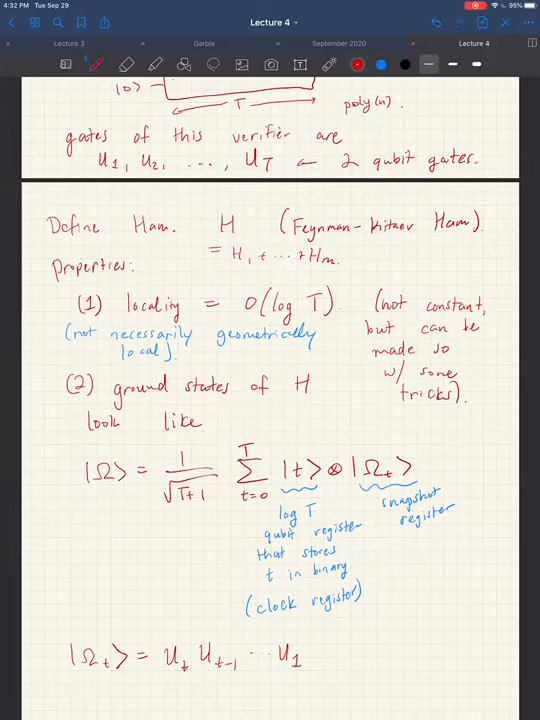 4:32 PM Tue Sep 29
95%
Lecture 4
Lecture 3
Garble
September 2020
Lecture 4
|0>
T
poly(n).
gates of this verifier are
U1, U2, ..., UT ← 2 qubit gates.
Define Ham. H (Feynman-Kitaev Ham)
= H1 + ... + Hm.
Properties:
(1) locality = O(log T). (not constant,
but can be
made so
w/ some
tricks).
(not necessarily geometrically
local).
(2) ground states of H
look like
|Ω> = 1/√(T+1) ∑_{t=0}^{T} |t> ⊗ |Ωt>
log T
qubit register
that stores
t in binary
(clock register)
snapshot
register
|Ωt> = Ut Ut-1 ... U1